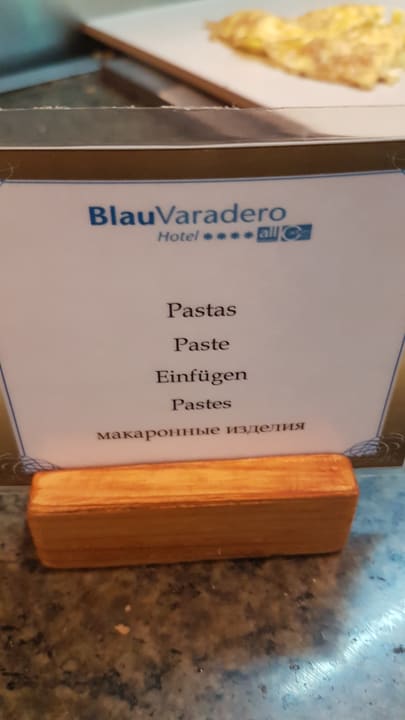 BlauVaradero
Hotel ★★★★ all
Pastas
Paste
Einfügen
Pastes
макаронные изделия